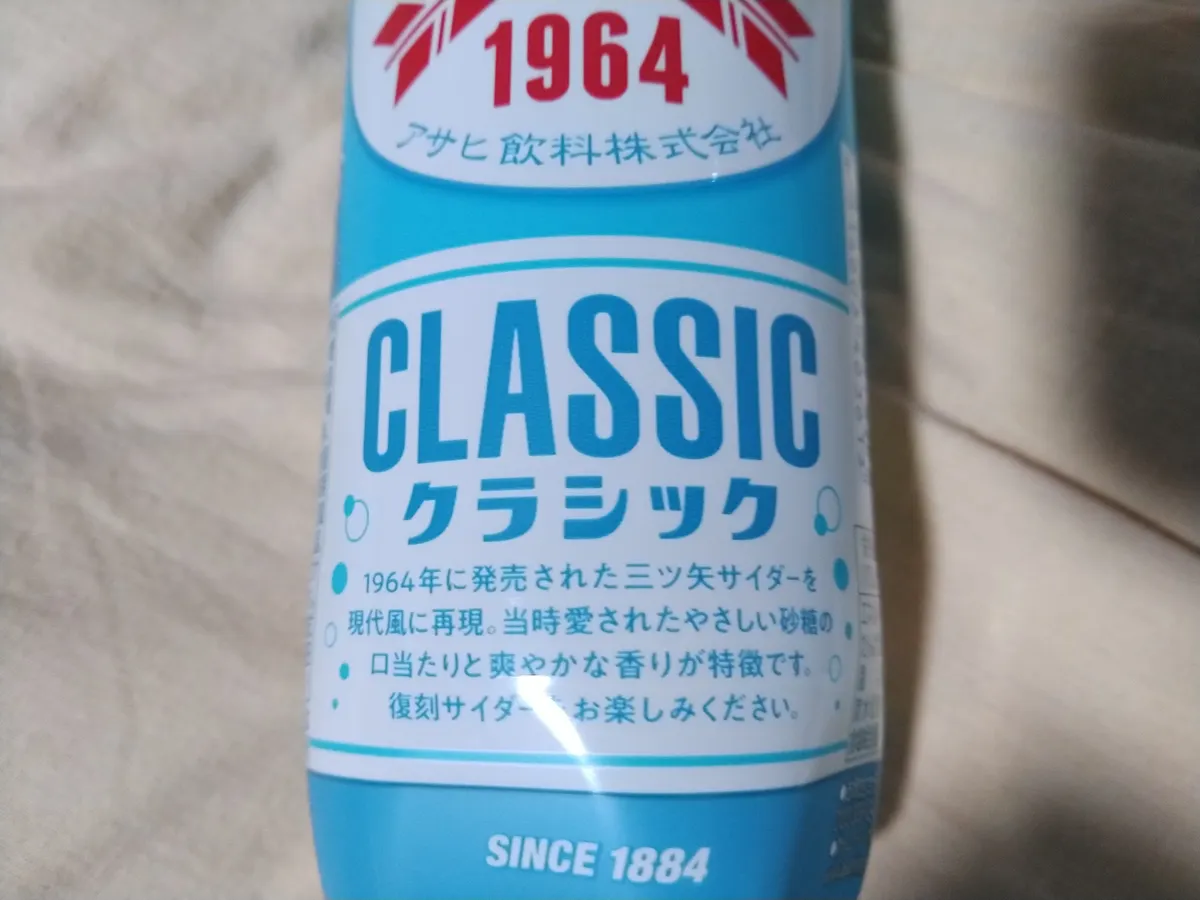 1964
アサヒ飲料株式会社
CLASSIC
クラシック
1964年に発売された三ツ矢サイダーを
現代風に再現。当時愛されたやさしい砂糖の
口当たりと爽やかな香りが特徴です。
復刻サイダーをお楽しみください。
SINCE 1884